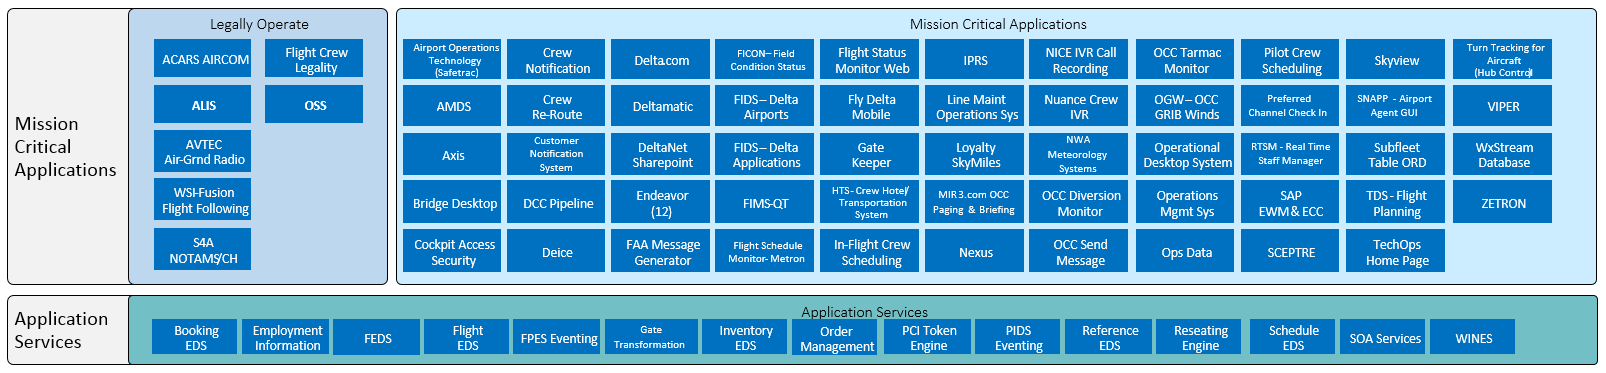 Mission
Critical
Applications
Legally Operate
ACARS AIRCOM
Flight Crew
Legality
ALIS
OSS
AVTEC
Air-Grnd Radio
WSI-Fusion
Flight Following
S4A
NOTAMS/CH
Mission Critical Applications
Airport Operations
Technology
(Safetrac)
Crew
Notification
Delta.com
FICON– Field
Condition Status
Flight Status
Monitor Web
IPRS
NICE IVR Call
Recording
OCC Tarmac
Monitor
Pilot Crew
Scheduling
Skyview
Turn Tracking for
Aircraft
(Hub Control)
AMDS
Crew
Re-Route
Deltamatic
FIDS – Delta
Airports
Fly Delta
Mobile
Line Maint
Operations Sys
Nuance Crew
IVR
OGW – OCC
GRIB Winds
Preferred
Channel Check In
SNAPP - Airport
Agent GUI
VIPER
Axis
Customer
Notification
System
DeltaNet
Sharepoint
FIDS – Delta
Applications
Gate
Keeper
Loyalty
SkyMiles
NWA
Meteorology
Systems
Operational
Desktop System
RTSM - Real Time
Staff Manager
Subfleet
Table ORD
WxStream
Database
Bridge Desktop
DCC Pipeline
Endeavor
(12)
FIMS-QT
HTS- Crew Hotel/
Transportation
System
MIR3.com OCC
Paging & Briefing
OCC Diversion
Monitor
Operations
Mgmt Sys
SAP
EWM & ECC
TDS - Flight
Planning
ZETRON
Cockpit Access
Security
Deice
FAA Message
Generator
Flight Schedule
Monitor- Metron
In-Flight Crew
Scheduling
Nexus
OCC Send
Message
Ops Data
SCEPTRE
TechOps
Home Page
Application
Services
Application Services
Booking
EDS
Employment
Information
FEDS
Flight
EDS
FPES Eventing
Gate
Transformation
Inventory
EDS
Order
Management
PCI Token
Engine
PIDS
Eventing
Reference
EDS
Reseating
Engine
Schedule
EDS
SOA Services
WINES